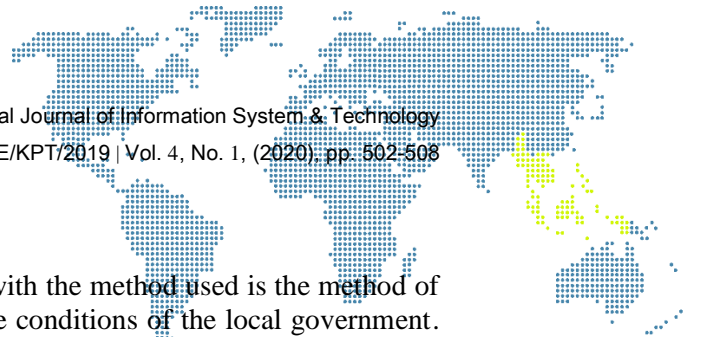 al Journal of Information System & Technology
E/KPT/2019 | Vol. 4, No. 1, (2020), pp. 502-508
with the method used is the method of
e conditions of the local government.